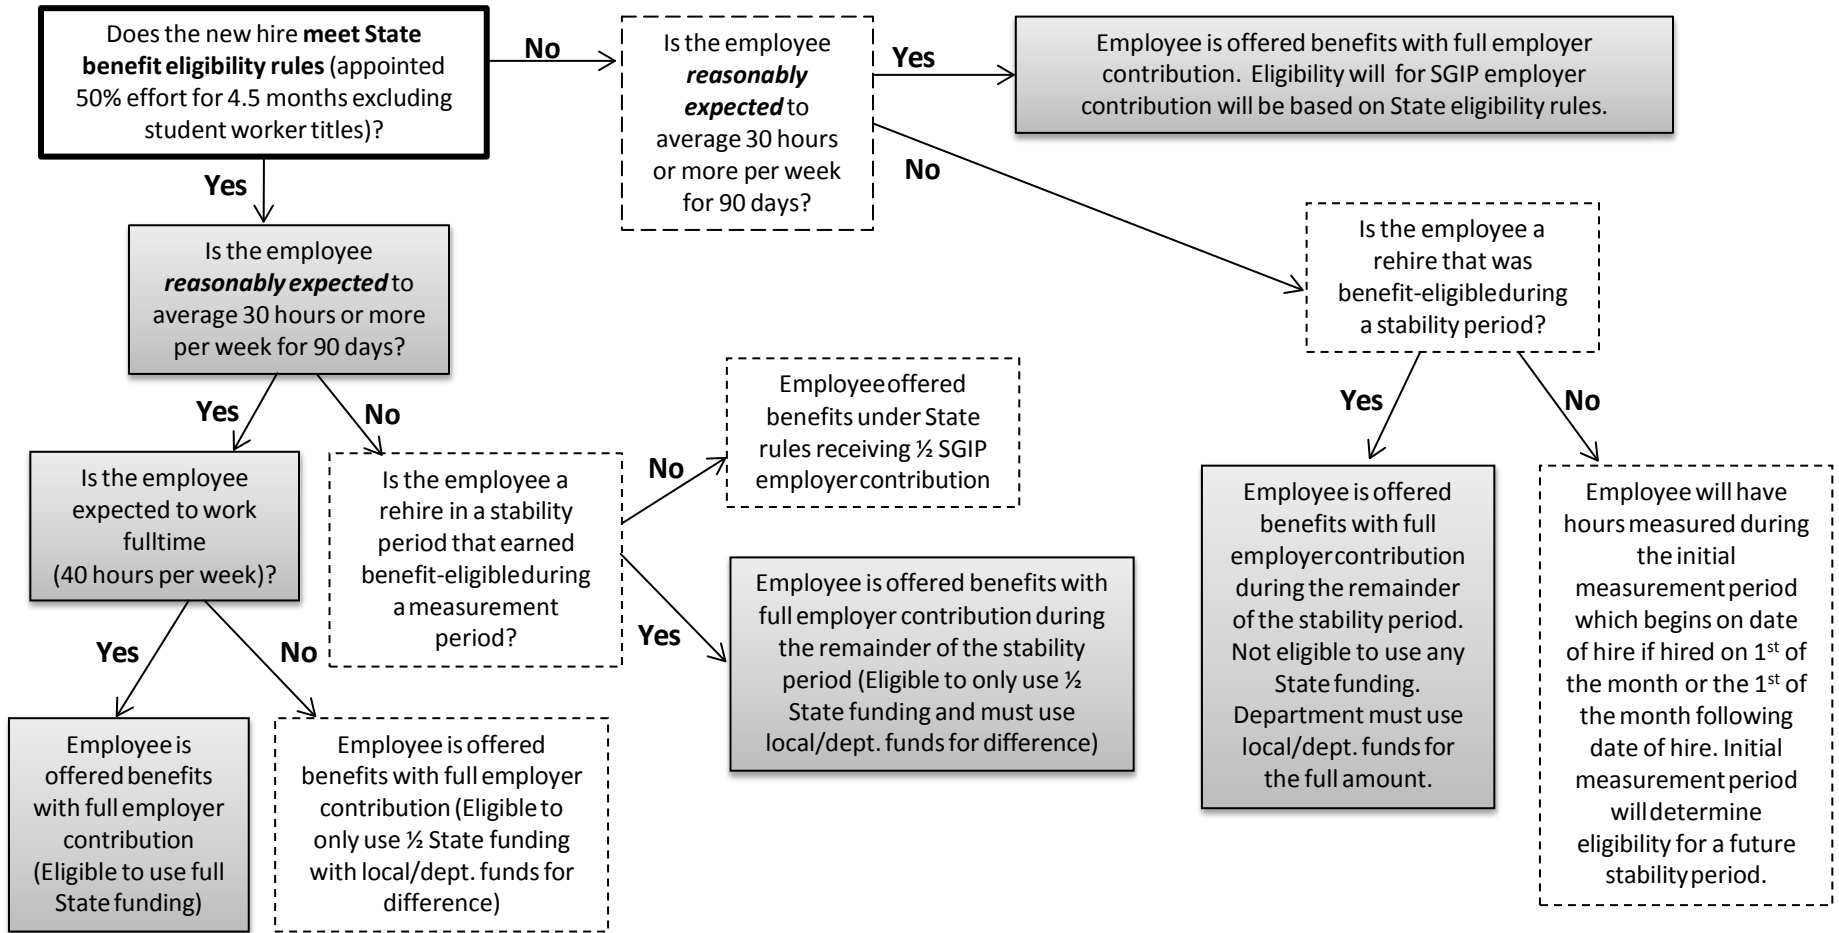 Does the new hire meet State
benefit eligibility rules (appointed
50% effort for 4.5 months excluding
student worker titles)?
No
Is the employee
reasonably
expected to
average 30 hours
or more per week
for 90 days?
Yes
Employee is offered benefits with full employer
contribution. Eligibility will for SGIP employer
contribution will be based on State eligibility rules.
No
Yes
Is the employee
reasonably expected to
average 30 hours or more
per week for 90 days?
Is the employee a
rehire that was
benefit-eligible during
a stability period?
Yes
No
Is the employee
expected to work
fulltime
(40 hours per week)?
Is the employee a
rehire in a stability
period that earned
benefit-eligible during
a measurement
period?
No
Employee offered
benefits under State
rules receiving ½ SGIP
employer contribution
Yes
Employee is offered benefits with
full employer contribution during
the remainder of the stability
period (Eligible to only use ½
State funding and must use
local/dept. funds for difference)
Yes
No
Employee is offered
benefits with full
employer contribution
during the remainder
of the stability period.
Not eligible to use any
State funding.
Department must use
local/dept. funds for
the full amount.
Employee will have
hours measured during
the initial
measurement period
which begins on date
of hire if hired on 1st of
the month or the 1st of
the month following
date of hire. Initial
measurement period
will determine
eligibility for a future
stability period.
Yes
No
Employee is
offered benefits
with full employer
contribution
(Eligible to use full
State funding)
Employee is offered
benefits with full employer
contribution (Eligible to
only use ½ State funding
with local/dept. funds for
difference)